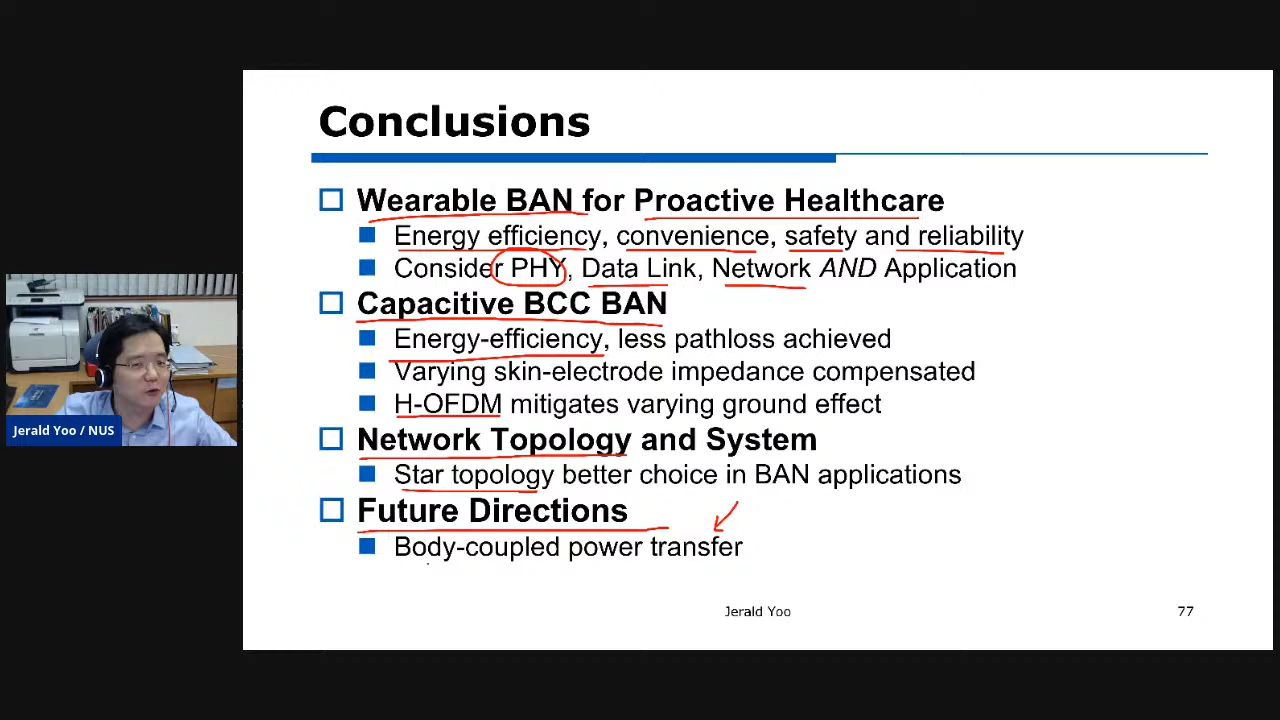 Conclusions
Wearable BAN for Proactive Healthcare
Energy efficiency, convenience, safety and reliability
Consider PHY, Data Link, Network AND Application
Capacitive BCC BAN
Energy-efficiency, less pathloss achieved
Varying skin-electrode impedance compensated
H-OFDM mitigates varying ground effect
Network Topology and System
Star topology better choice in BAN applications
Future Directions
Body-coupled power transfer
Jerald Yoo
77
Jerald Yoo / NUS